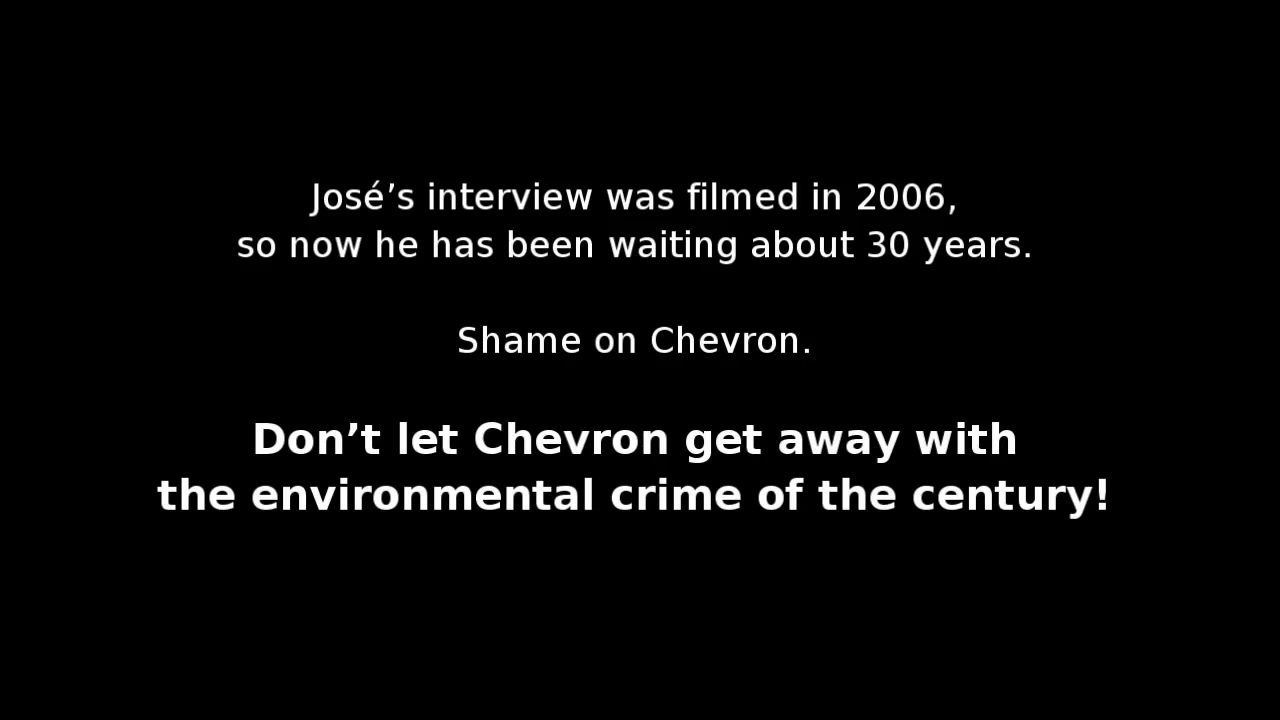 José’s interview was filmed in 2006,
so now he has been waiting about 30 years.
Shame on Chevron.
Don’t let Chevron get away with
the environmental crime of the century!